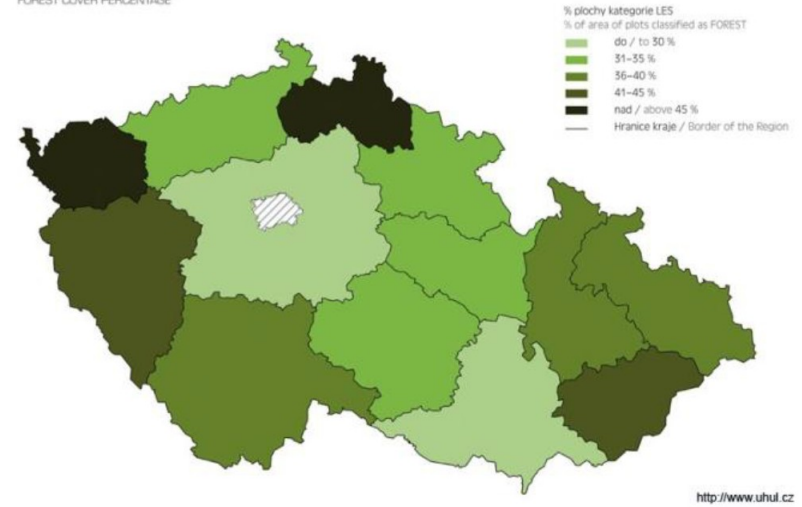 FOREST COVER PERCENTAGE
% plochy kategorie LES
% of area of plots classified as FOREST
do / to 30 %
31–35 %
36–40 %
41–45 %
nad / above 45 %
Hranice kraje / Border of the Region
http://www.uhul.cz